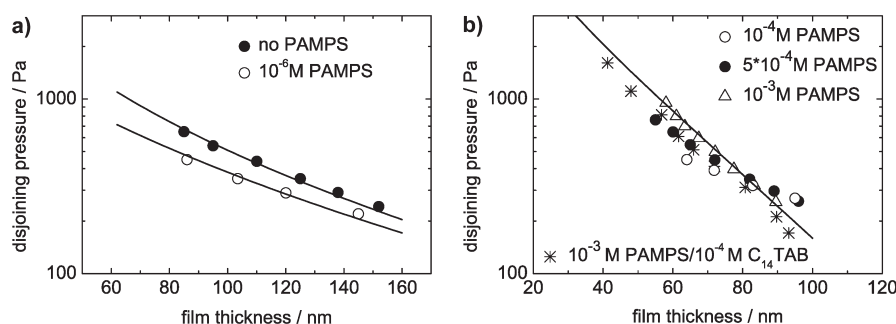 a)
no PAMPS
10⁻⁶M PAMPS
disjoining pressure / Pa
1000
100
60 80 100 120 140 160
film thickness / nm
b)
10⁻⁴M PAMPS
5*10⁻⁴M PAMPS
10⁻³M PAMPS
disjoining pressure / Pa
1000
10⁻³M PAMPS/10⁻⁴M C₁₄TAB
100
20 40 60 80 100 120
film thickness / nm